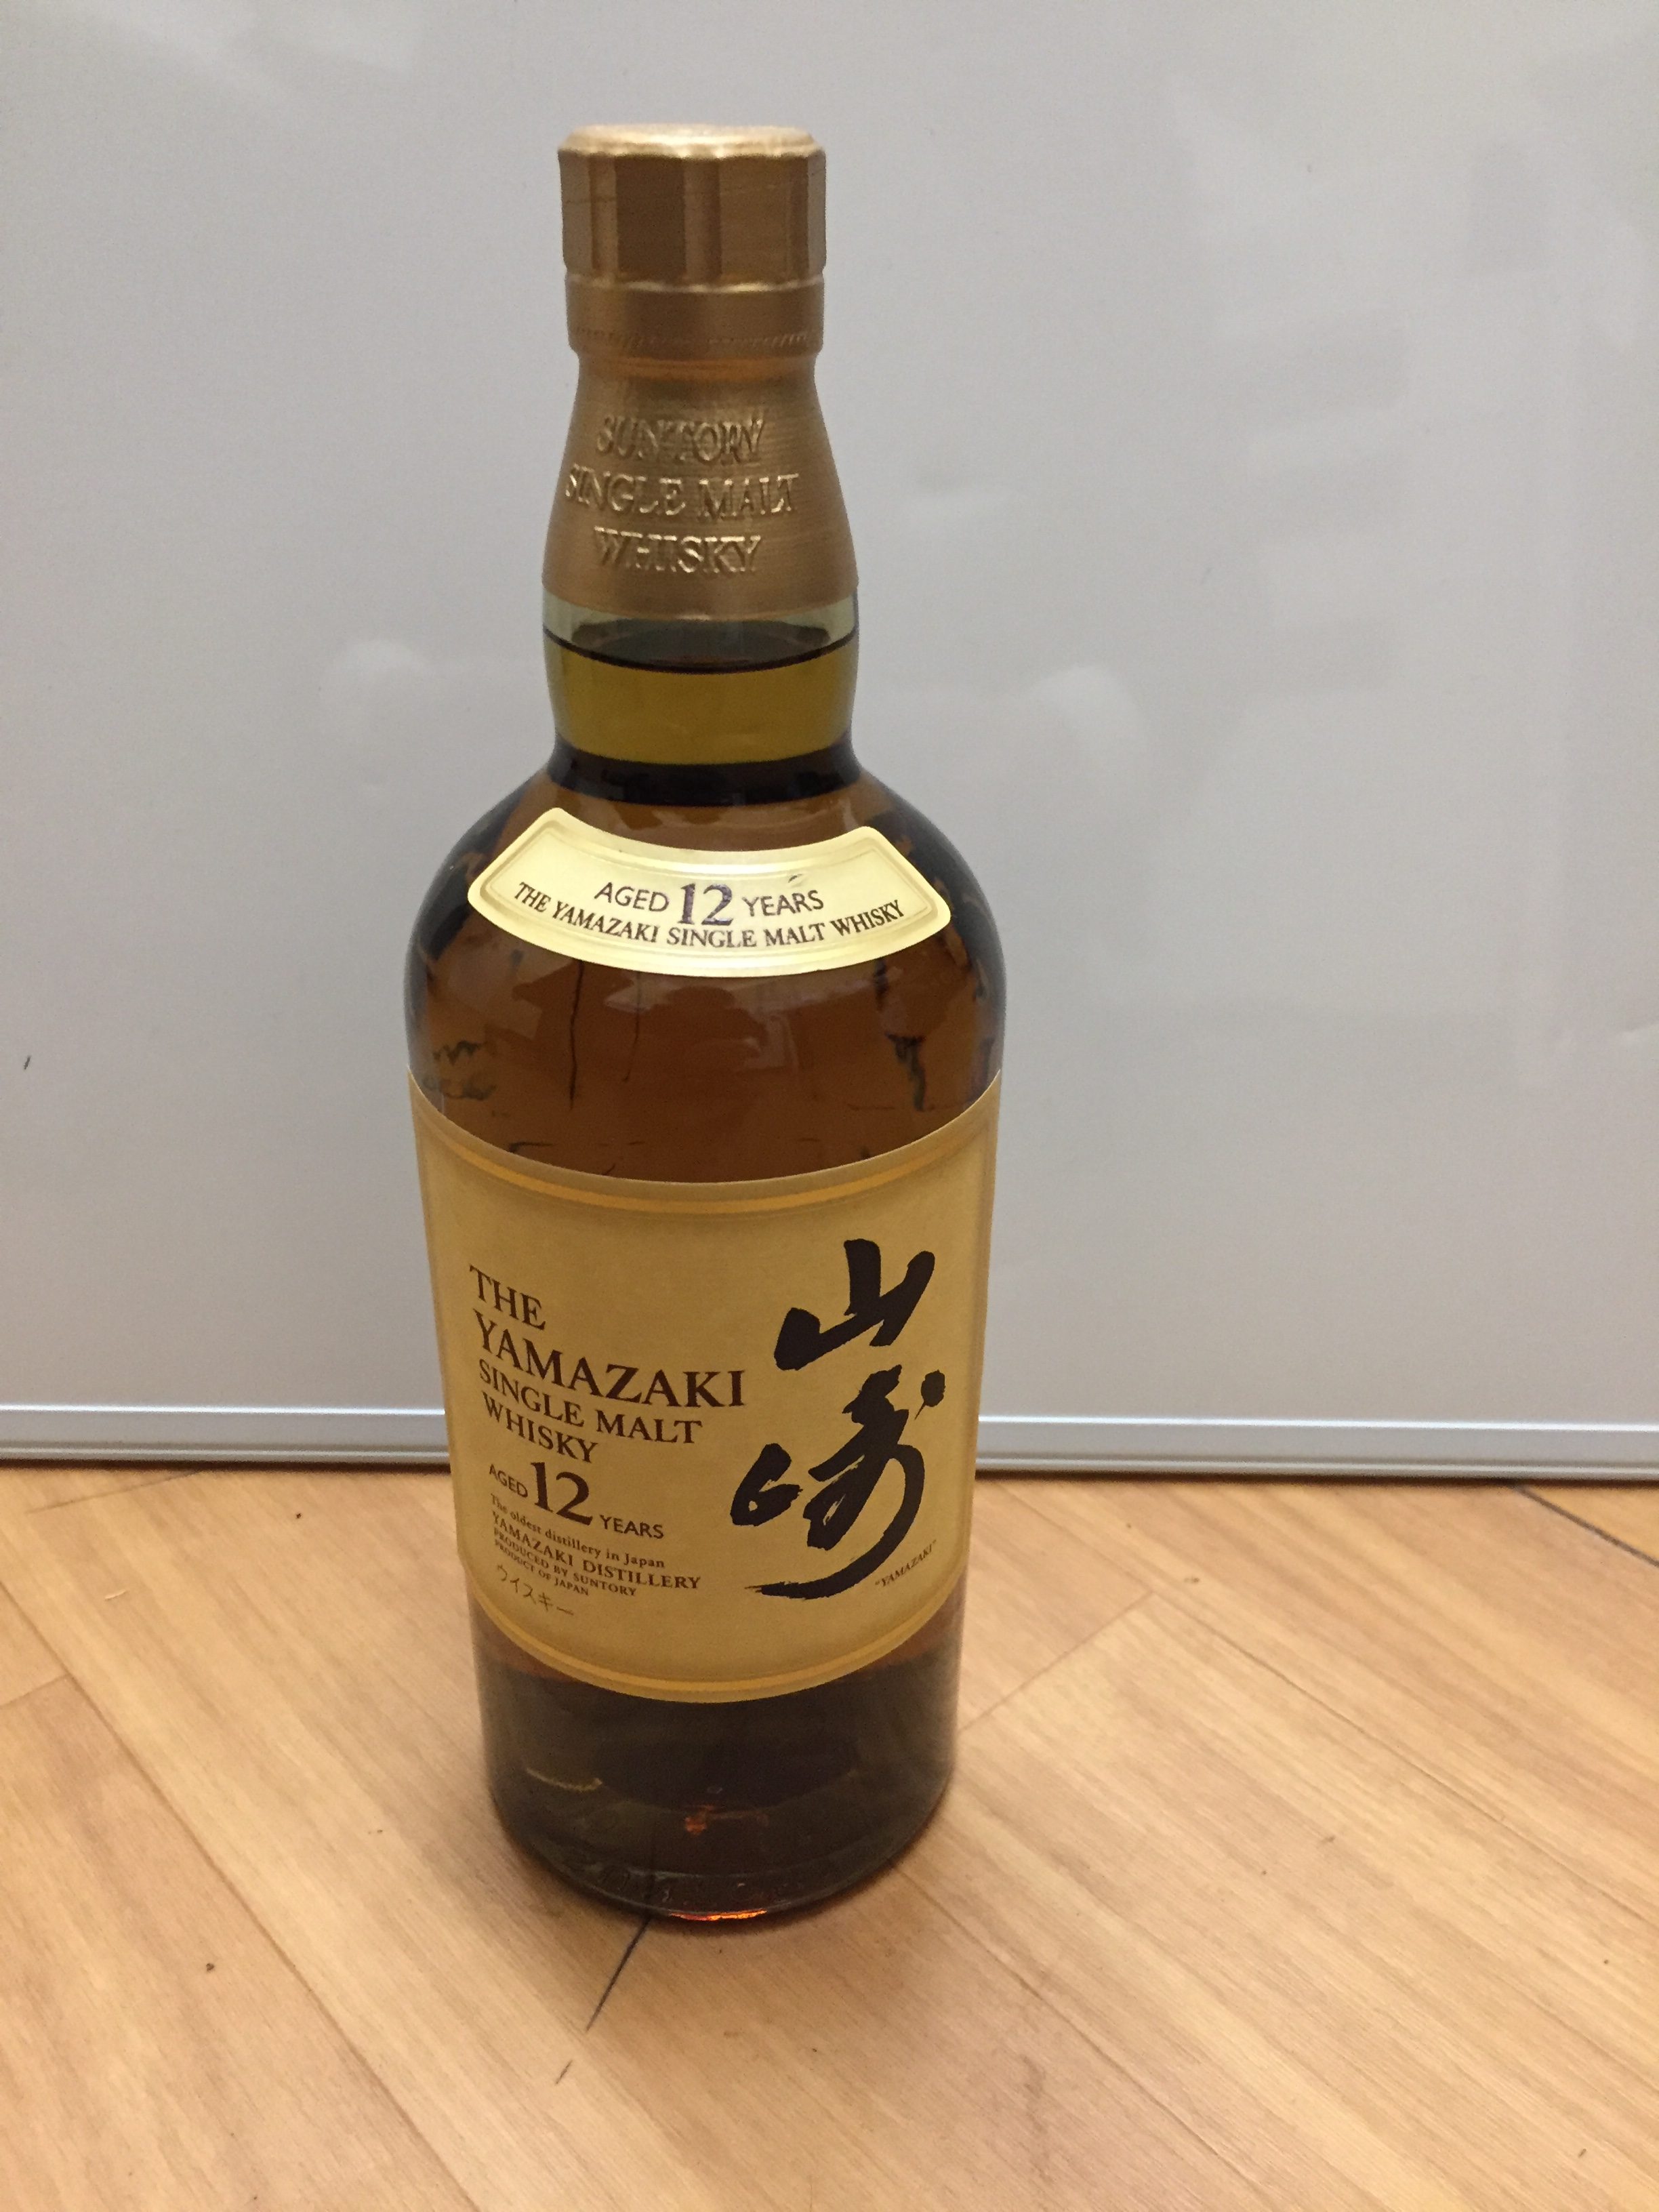 SUNTORY
SINGLE MALT
WHISKY
AGED 12 YEARS
THE YAMAZAKI SINGLE MALT WHISKY
THE
YAMAZAKI
SINGLE MALT
WHISKY
AGED 12 YEARS
The oldest distillery in Japan
YAMAZAKI DISTILLERY
PRODUCED BY SUNTORY
PRODUCT OF JAPAN
ウイスキー
山崎
"YAMAZAKI"